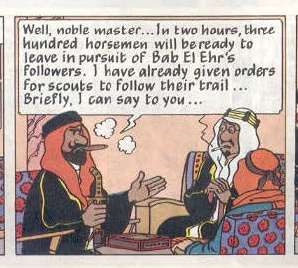 Well, noble master...In two hours, three
hundred horsemen will be ready to
leave in pursuit of Bab El Ehr's
followers. I have already given orders
for scouts to follow their trail ...
Briefly, I can say to you ...